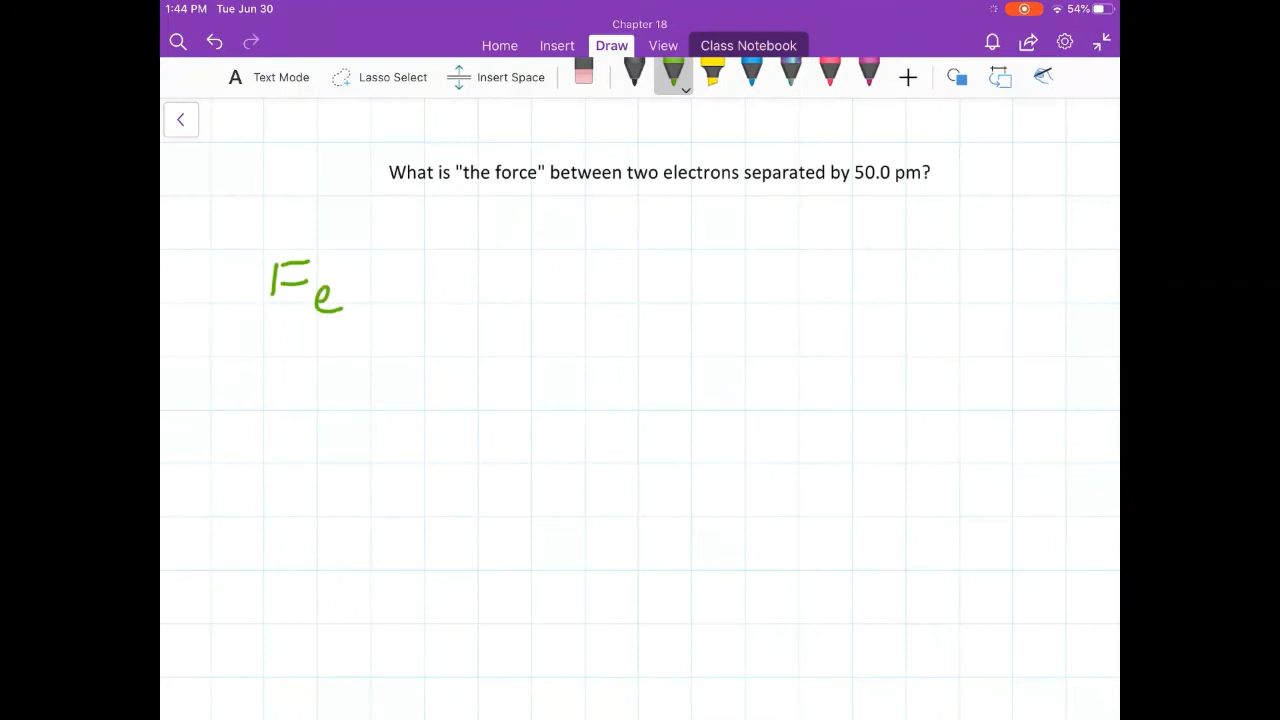 1:44 PM Tue Jun 30
54%
Chapter 18
Home Insert Draw View Class Notebook
A Text Mode Lasso Select Insert Space
What is "the force" between two electrons separated by 50.0 pm?
Fe